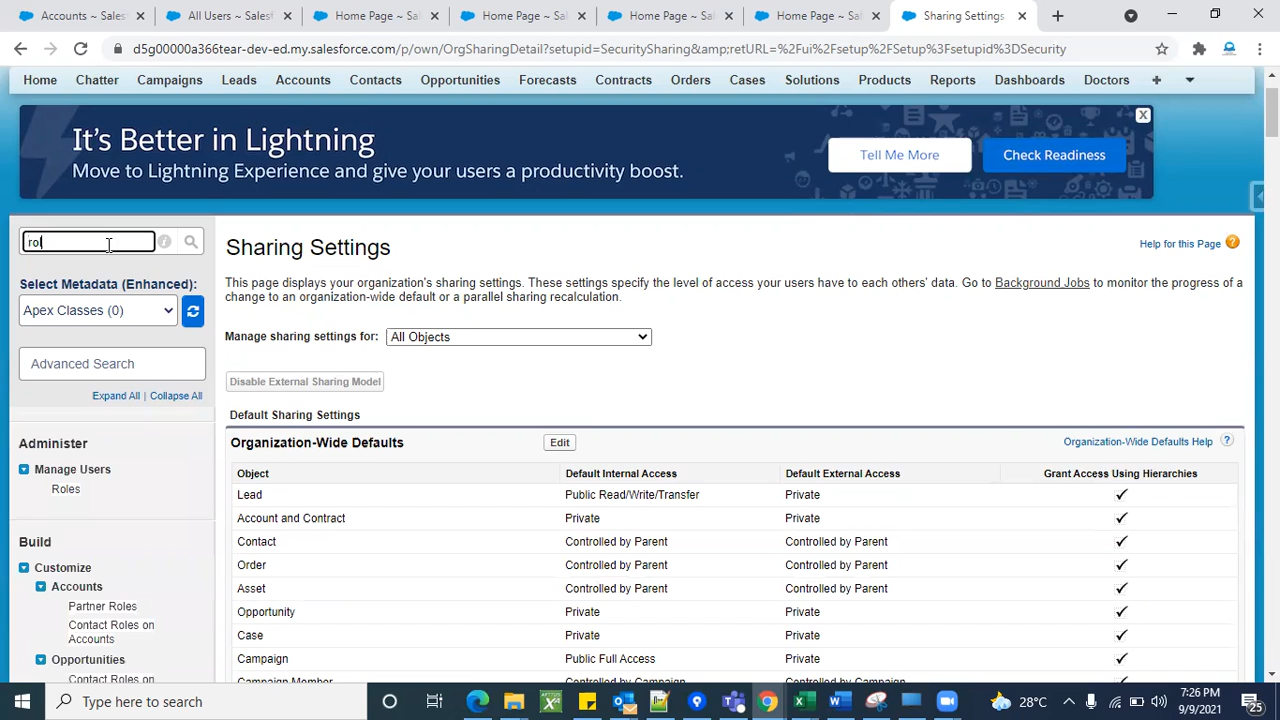 Accounts ~ Sales
All Users ~ Salesf
Home Page ~ Sal
Home Page ~ Sal
Home Page ~ Sal
Home Page ~ Sal
Sharing Settings
d5g00000a366tear-dev-ed.my.salesforce.com/p/own/OrgSharingDetail?setupid=SecuritySharing&amp;retURL=%2Fui%2Fsetup%2FSetup%3Fsetupid%3DSecurity
Home Chatter Campaigns Leads Accounts Contacts Opportunities Forecasts Contracts Orders Cases Solutions Products Reports Dashboards Doctors +
It's Better in Lightning
Move to Lightning Experience and give your users a productivity boost.
Tell Me More
Check Readiness
X
rol
Select Metadata (Enhanced):
Apex Classes (0)
Advanced Search
Expand All | Collapse All
Administer
Manage Users
Roles
Build
Customize
Accounts
Partner Roles
Contact Roles on
Accounts
Opportunities
Contact Roles on
Sharing Settings
Help for this Page ?
This page displays your organization's sharing settings. These settings specify the level of access your users have to each others' data. Go to Background Jobs to monitor the progress of a
change to an organization-wide default or a parallel sharing recalculation.
Manage sharing settings for: All Objects
Disable External Sharing Model
Default Sharing Settings
Organization-Wide Defaults Edit Organization-Wide Defaults Help ?
Object Default Internal Access Default External Access Grant Access Using Hierarchies
Lead Public Read/Write/Transfer Private ✓
Account and Contract Private Private ✓
Contact Controlled by Parent Controlled by Parent ✓
Order Controlled by Parent Controlled by Parent ✓
Asset Controlled by Parent Controlled by Parent ✓
Opportunity Private Private ✓
Case Private Private ✓
Campaign Public Full Access Private ✓
Campaign Member Controlled by Campaign Controlled by Campaign
Type here to search
28°C
7:26 PM
9/9/2021
25